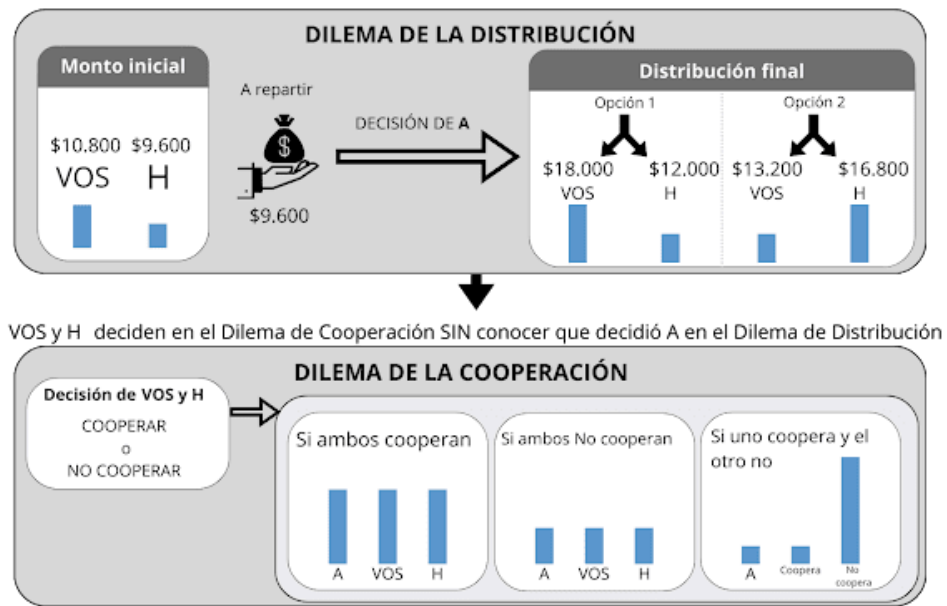 DILEMA DE LA DISTRIBUCIÓN
Monto inicial
$10.800 $9.600
VOS H
A repartir
$
$9.600
DECISIÓN DE A
Distribución final
Opción 1
Opción 2
$18.000 $12.000 $13.200 $16.800
VOS H VOS H
VOS y H deciden en el Dilema de Cooperación SIN conocer que decidió A en el Dilema de Distribución
DILEMA DE LA COOPERACIÓN
Decisión de VOS y H
COOPERAR
o
NO COOPERAR
Si ambos cooperan
A VOS H
Si ambos No cooperan
A VOS H
Si uno coopera y el
otro no
A Coopera No
coopera